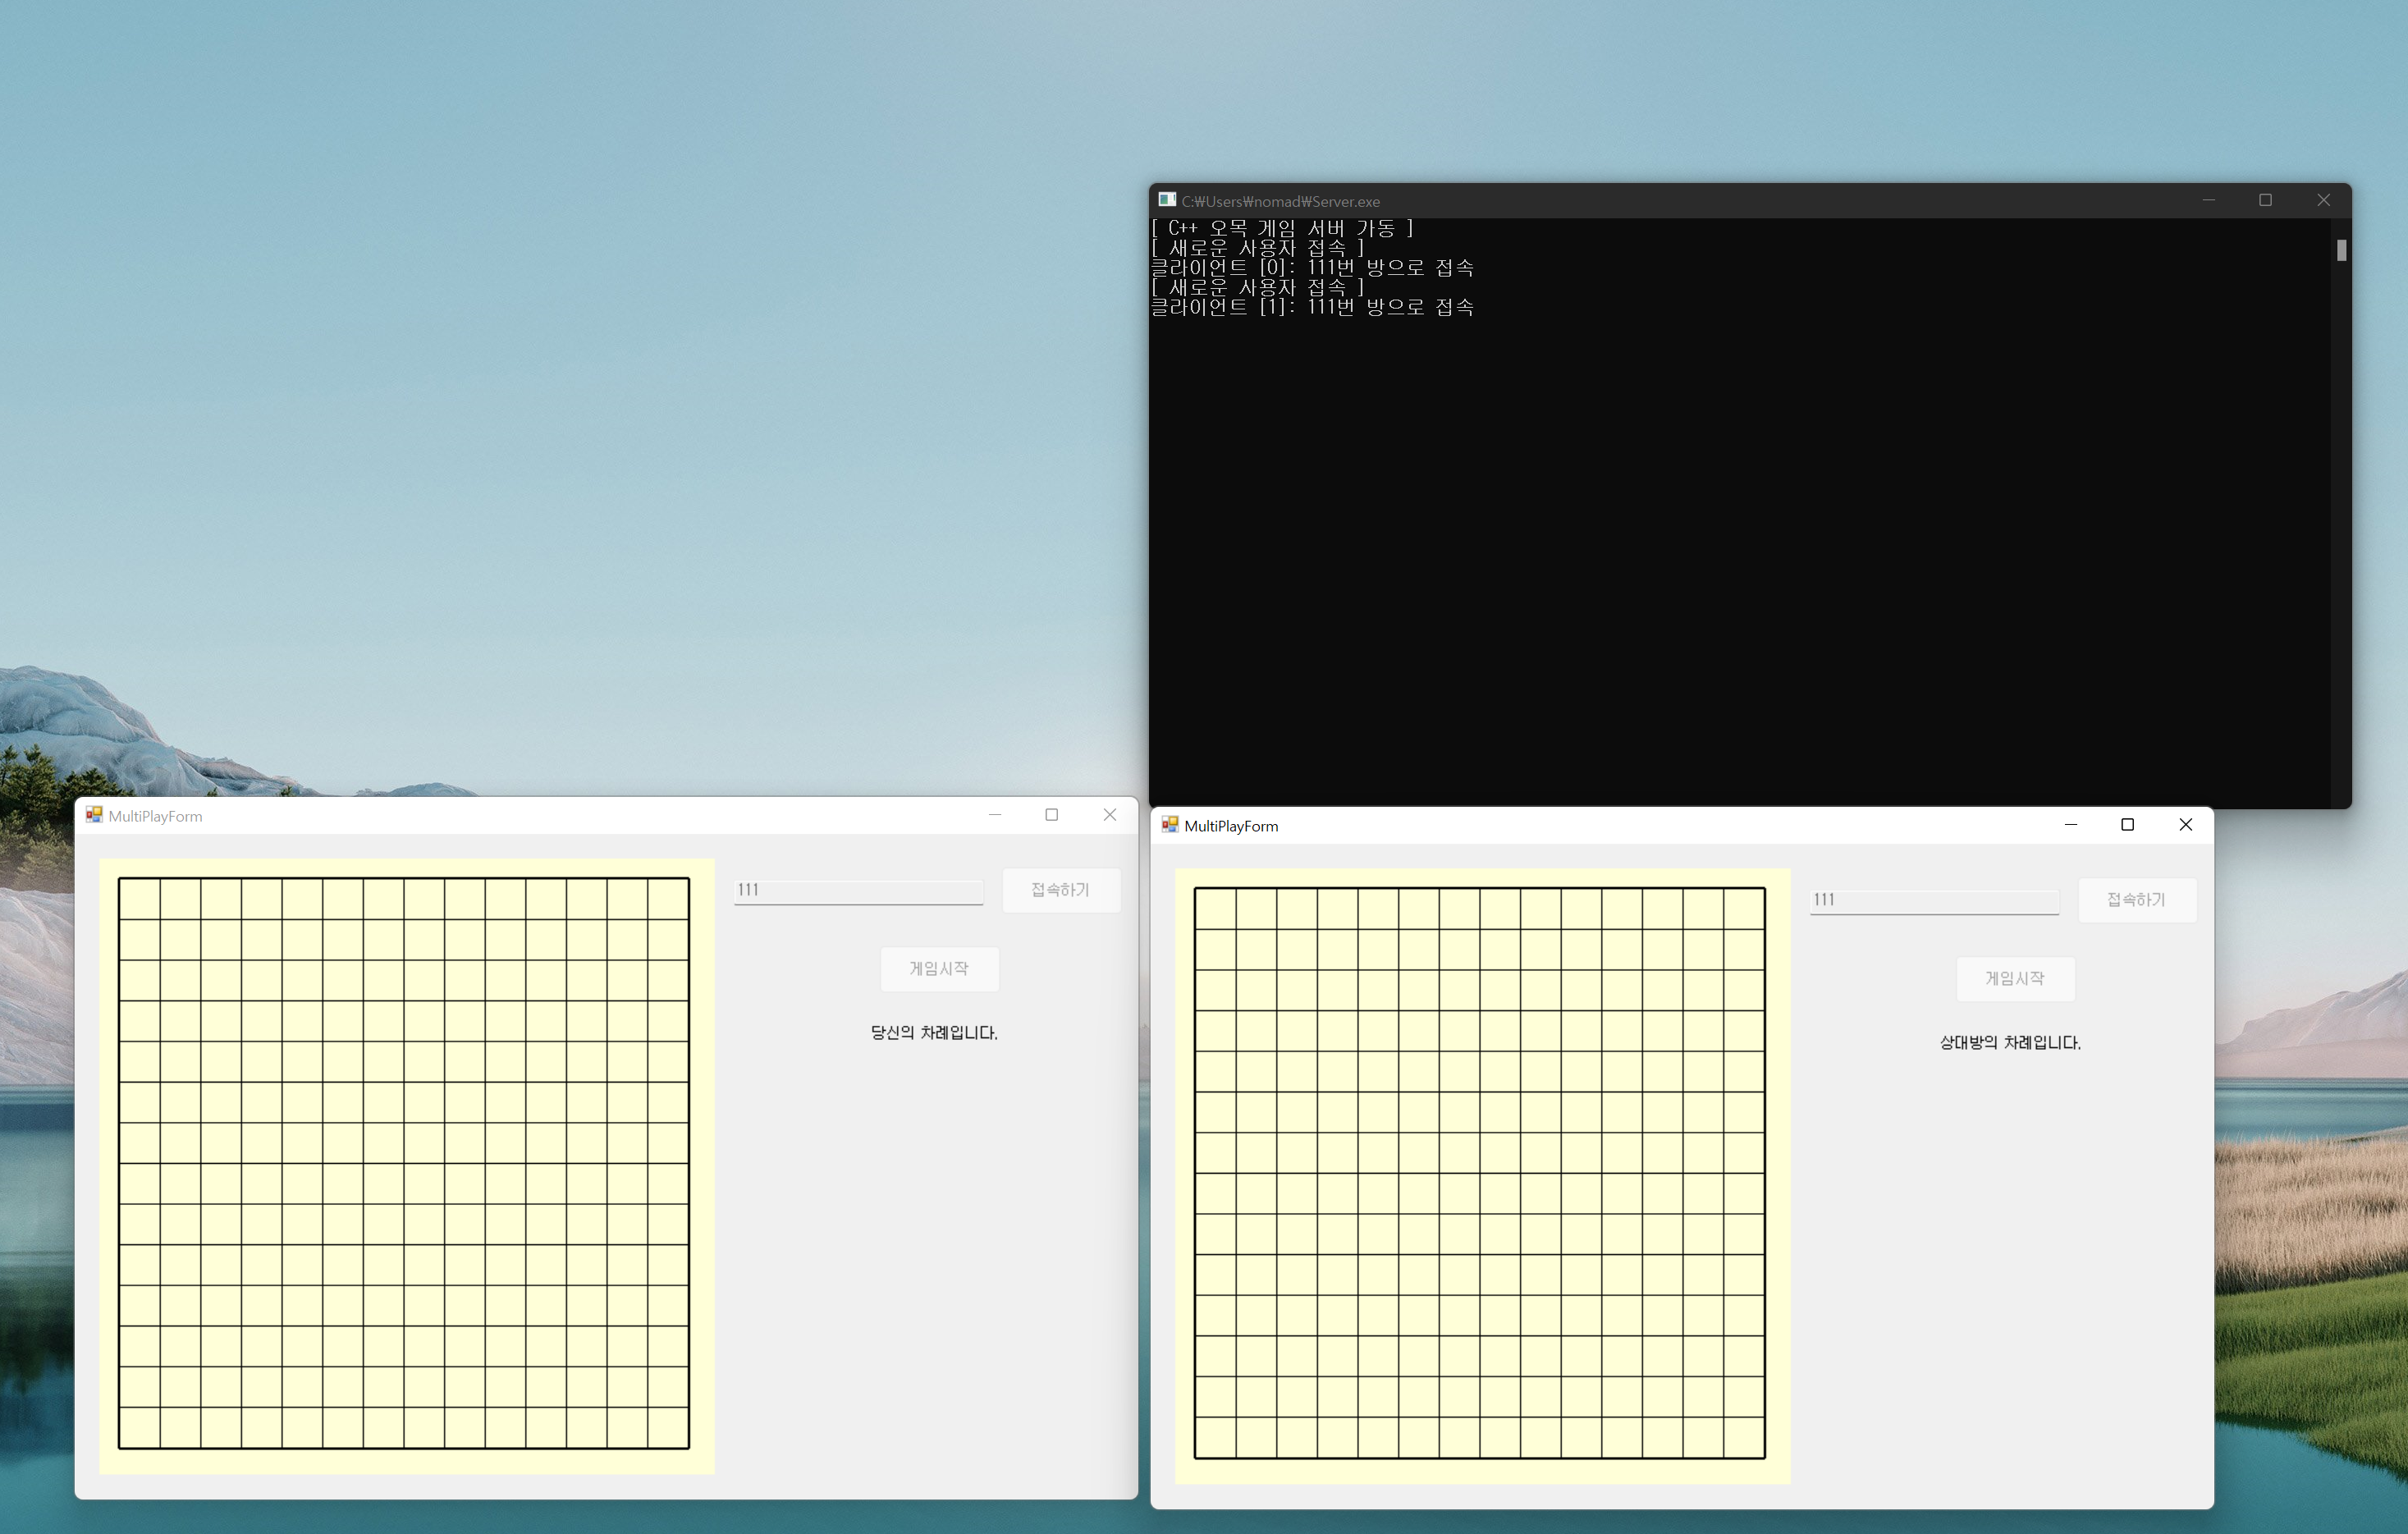 C:\Users\nomad\Server.exe
[ C++ 오목 게임 서버 가동 ]
[ 새로운 사용자 접속 ]
클라이언트 [0]: 111번 방으로 접속
[ 새로운 사용자 접속 ]
클라이언트 [1]: 111번 방으로 접속
MultiPlayForm
111
접속하기
게임시작
당신의 차례입니다.
MultiPlayForm
111
접속하기
게임시작
상대방의 차례입니다.